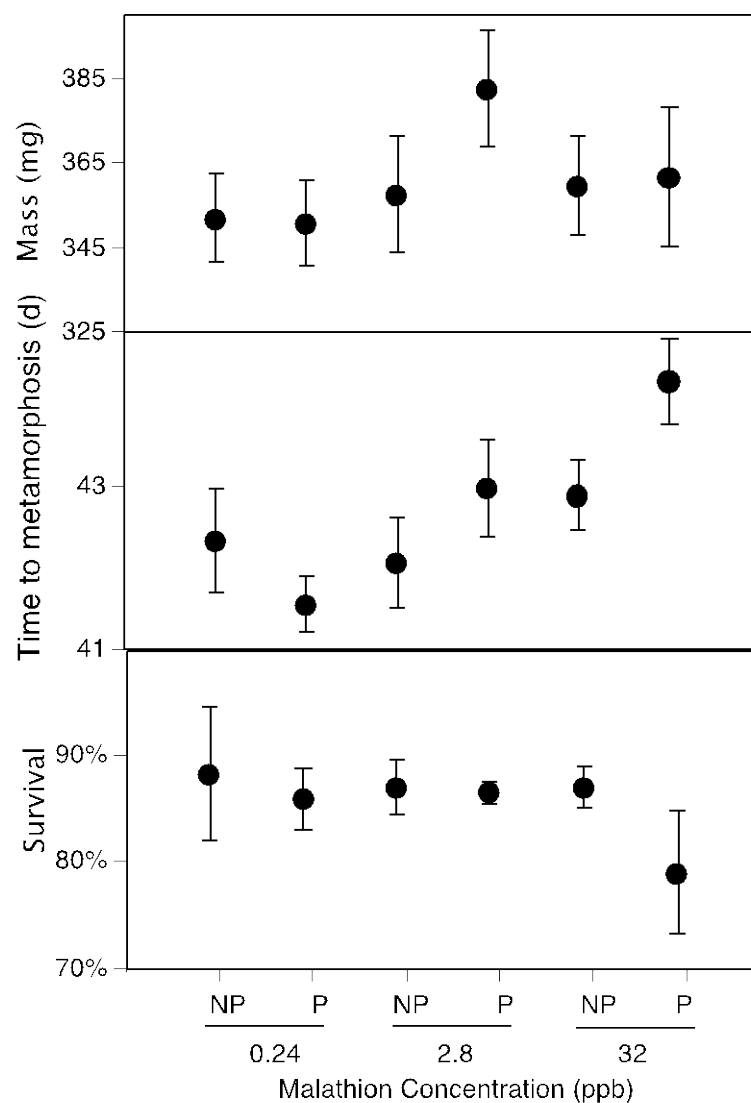 Mass (mg)
385
365
345
325
Time to metamorphosis (d)
43
41
Survival
90%
80%
70%
NP P NP P NP P
0.24 2.8 32
Malathion Concentration (ppb)